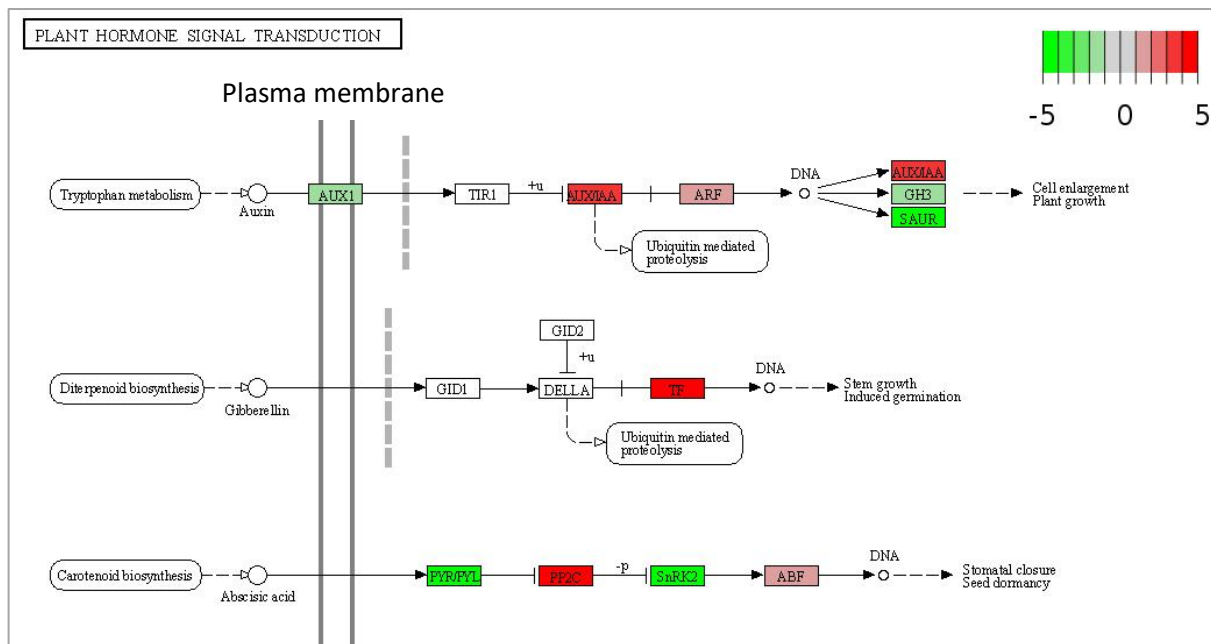 PLANT HORMONE SIGNAL TRANSDUCTION
-5 0 5
Plasma membrane
Tryptophan metabolism
Auxin
AUX1
TIR1
+u
AUX/IAA
ARF
DNA
AUX/IAA
GH3
SAUR
Cell enlargement
Plant growth
Ubiquitin mediated
proteolysis
GID2
+u
Diterpenoid biosynthesis
Gibberellin
GID1
DELLA
TF
DNA
Stem growth
Induced germination
Ubiquitin mediated
proteolysis
Carotenoid biosynthesis
Abscisic acid
PYR/PYL
PP2C
-p
SnRK2
ABF
DNA
Stomatal closure
Seed dormancy